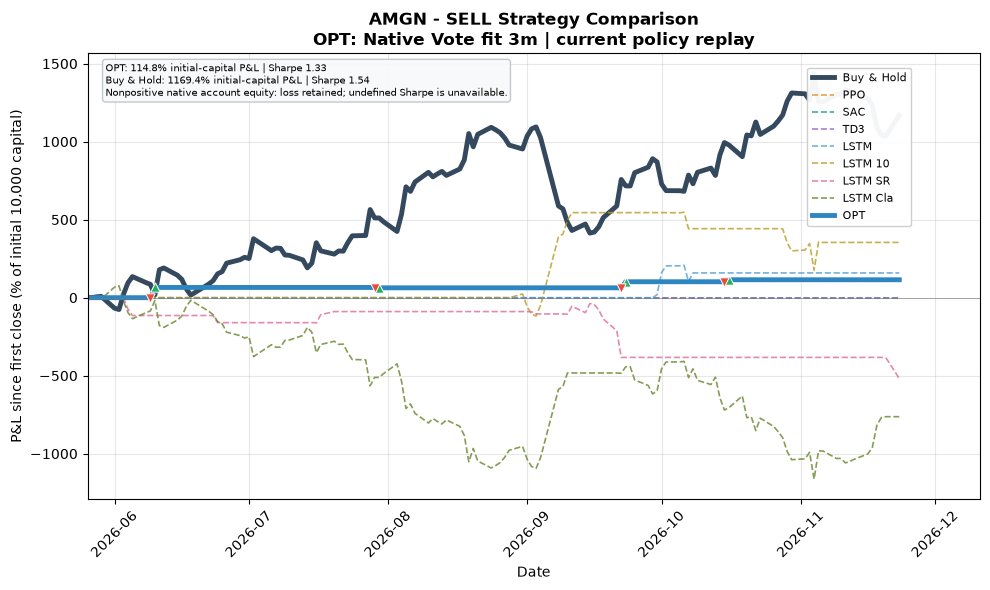 AMGN - SELL Strategy Comparison
OPT: Native Vote fit 3m | current policy replay
OPT: 114.8% initial-capital P&L | Sharpe 1.33
Buy & Hold: 1169.4% initial-capital P&L | Sharpe 1.54
Nonpositive native account equity: loss retained; undefined Sharpe is unavailable.
Buy & Hold
PPO
SAC
TD3
LSTM
LSTM 10
LSTM SR
LSTM Cla
OPT
P&L since first close (% of initial 10,000 capital)
1500
1000
500
0
−500
−1000
2026-06
2026-07
2026-08
2026-09
2026-10
2026-11
2026-12
Date